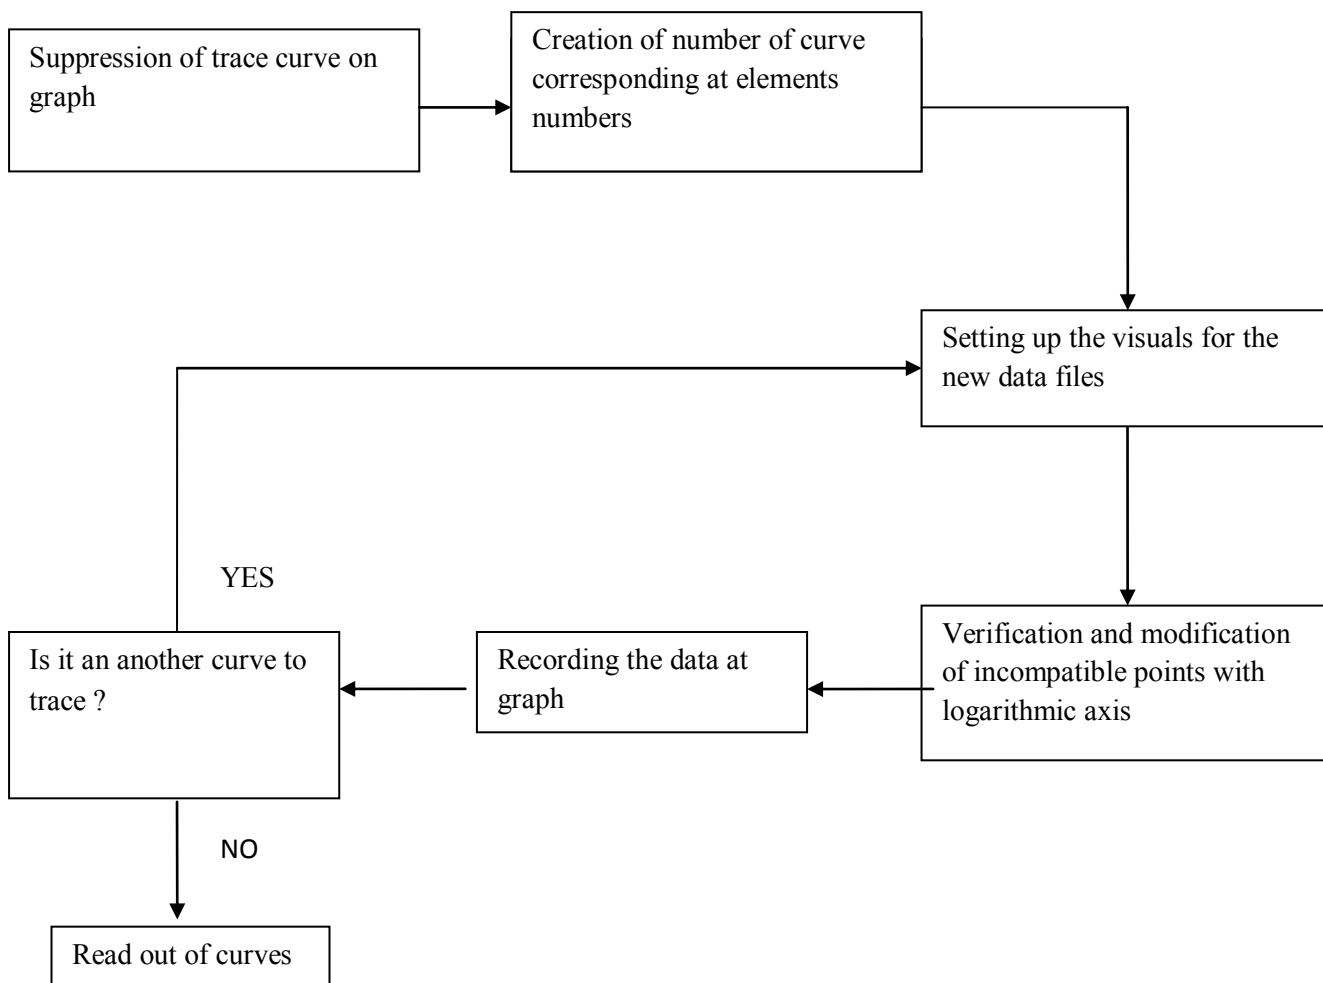 Suppression of trace curve on
graph
Creation of number of curve
corresponding at elements
numbers
Setting up the visuals for the
new data files
YES
Verification and modification
of incompatible points with
logarithmic axis
Recording the data at
graph
Is it an another curve to
trace ?
NO
Read out of curves